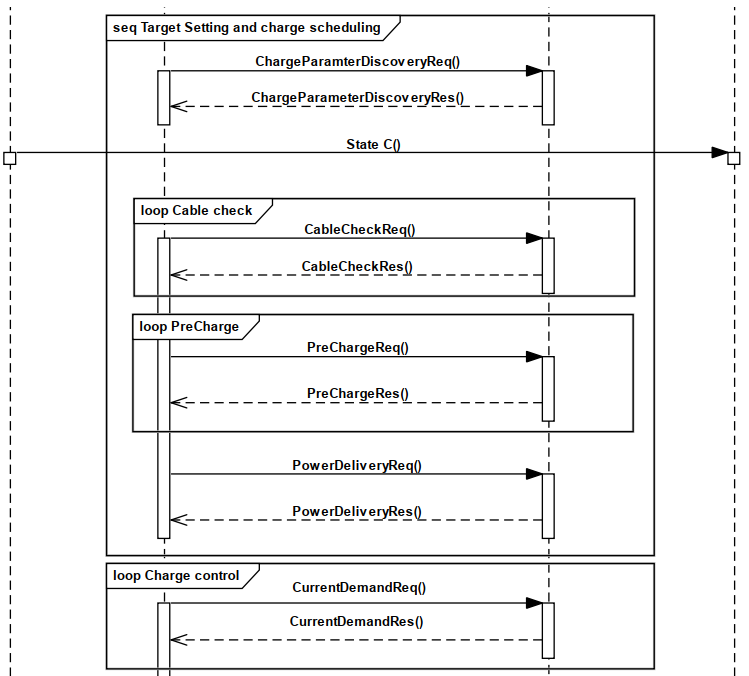 seq Target Setting and charge scheduling
ChargeParamterDiscoveryReq()
ChargeParameterDiscoveryRes()
State C()
loop Cable check
CableCheckReq()
CableCheckRes()
loop PreCharge
PreChargeReq()
PreChargeRes()
PowerDeliveryReq()
PowerDeliveryRes()
loop Charge control
CurrentDemandReq()
CurrentDemandRes()